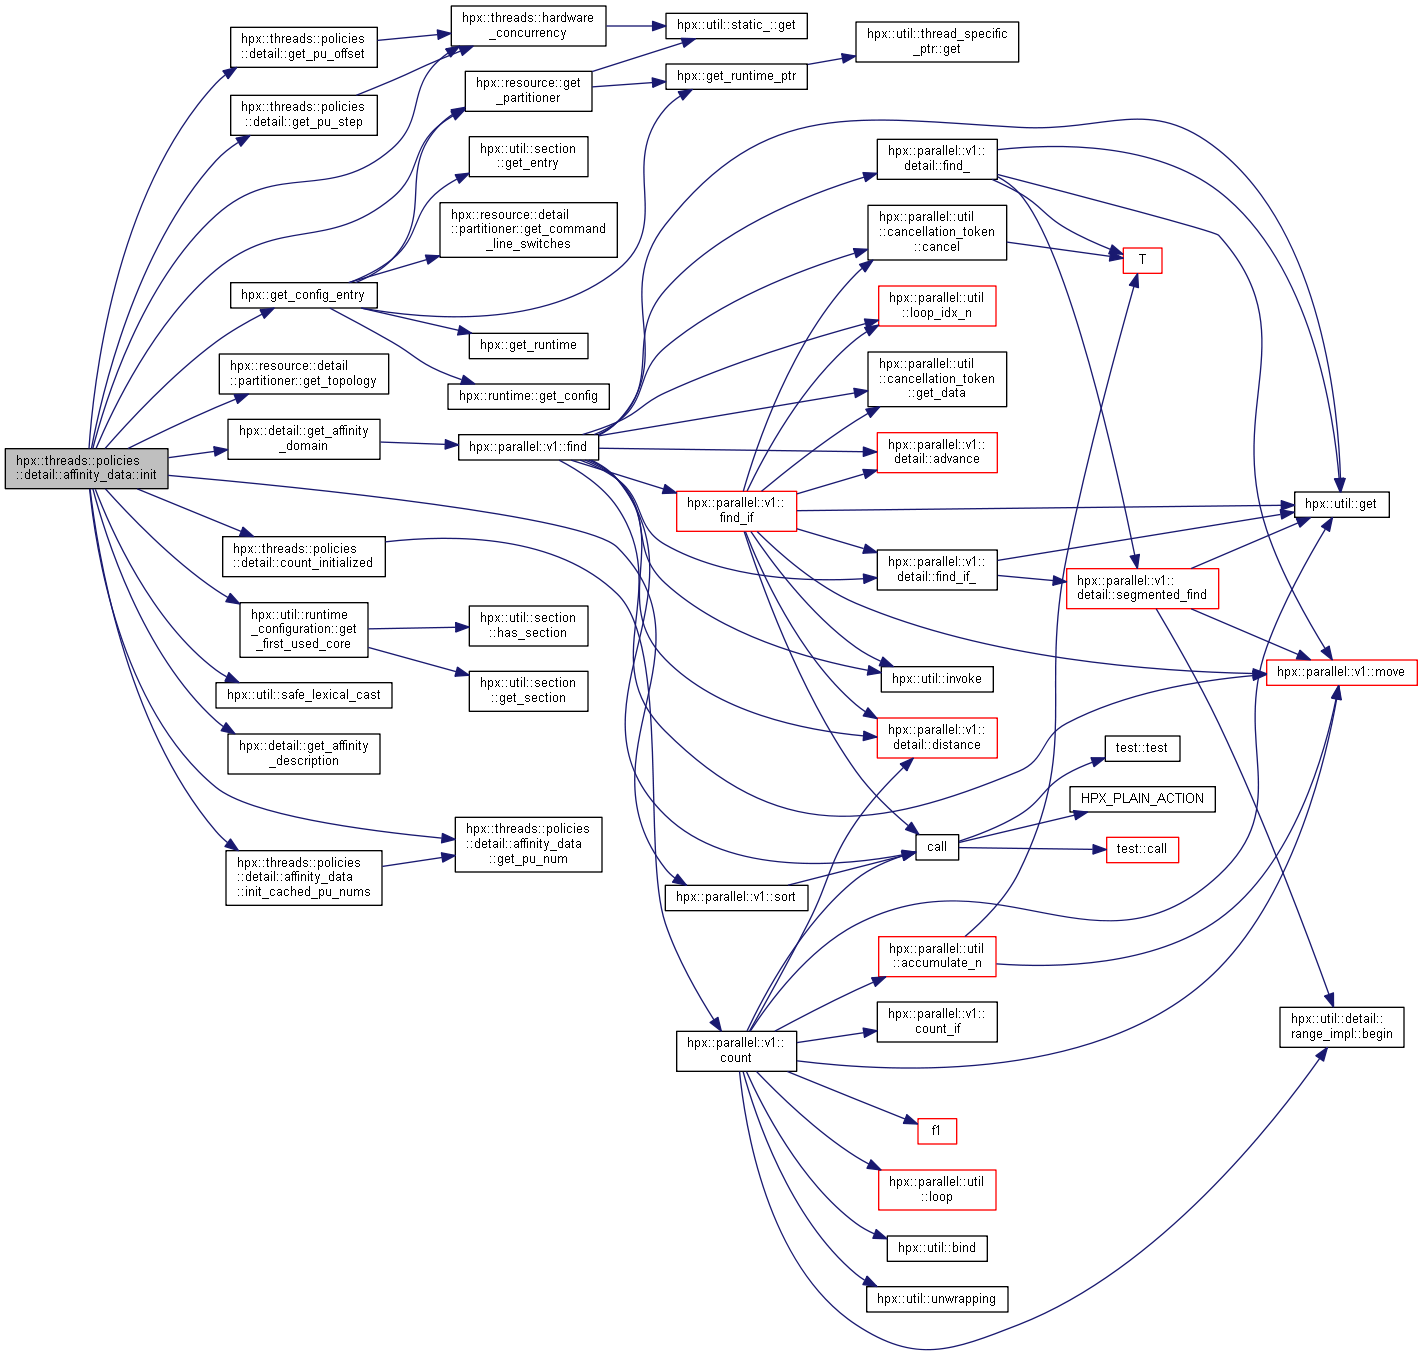 hpx::threads::policies
::detail::affinity_data::init
hpx::threads::policies
::detail::get_pu_offset
hpx::threads::policies
::detail::get_pu_step
hpx::get_config_entry
hpx::resource::detail
::partitioner::get_topology
hpx::detail::get_affinity
_domain
hpx::threads::policies
::detail::count_initialized
hpx::util::runtime
_configuration::get
_first_used_core
hpx::util::safe_lexical_cast
hpx::detail::get_affinity
_description
hpx::threads::policies
::detail::affinity_data
::init_cached_pu_nums
hpx::threads::hardware
_concurrency
hpx::resource::get
_partitioner
hpx::util::section
::get_entry
hpx::resource::detail
::partitioner::get_command
_line_switches
hpx::get_runtime
hpx::runtime::get_config
hpx::parallel::v1::find
hpx::util::section
::has_section
hpx::util::section
::get_section
hpx::threads::policies
::detail::affinity_data
::get_pu_num
hpx::util::static_::get
hpx::get_runtime_ptr
hpx::parallel::v1::
find_if
hpx::parallel::v1::sort
hpx::parallel::v1::
count
hpx::util::thread_specific
_ptr::get
hpx::parallel::v1::
detail::find_
hpx::parallel::util
::cancellation_token
::cancel
hpx::parallel::util
::loop_idx_n
hpx::parallel::util
::cancellation_token
::get_data
hpx::parallel::v1::
detail::advance
hpx::parallel::v1::
detail::find_if_
hpx::util::invoke
hpx::parallel::v1::
detail::distance
call
hpx::parallel::util
::accumulate_n
hpx::parallel::v1::
count_if
f1
hpx::parallel::util
::loop
hpx::util::bind
hpx::util::unwrapping
T
hpx::parallel::v1::
detail::segmented_find
test::test
HPX_PLAIN_ACTION
test::call
hpx::util::get
hpx::parallel::v1::move
hpx::util::detail::
range_impl::begin